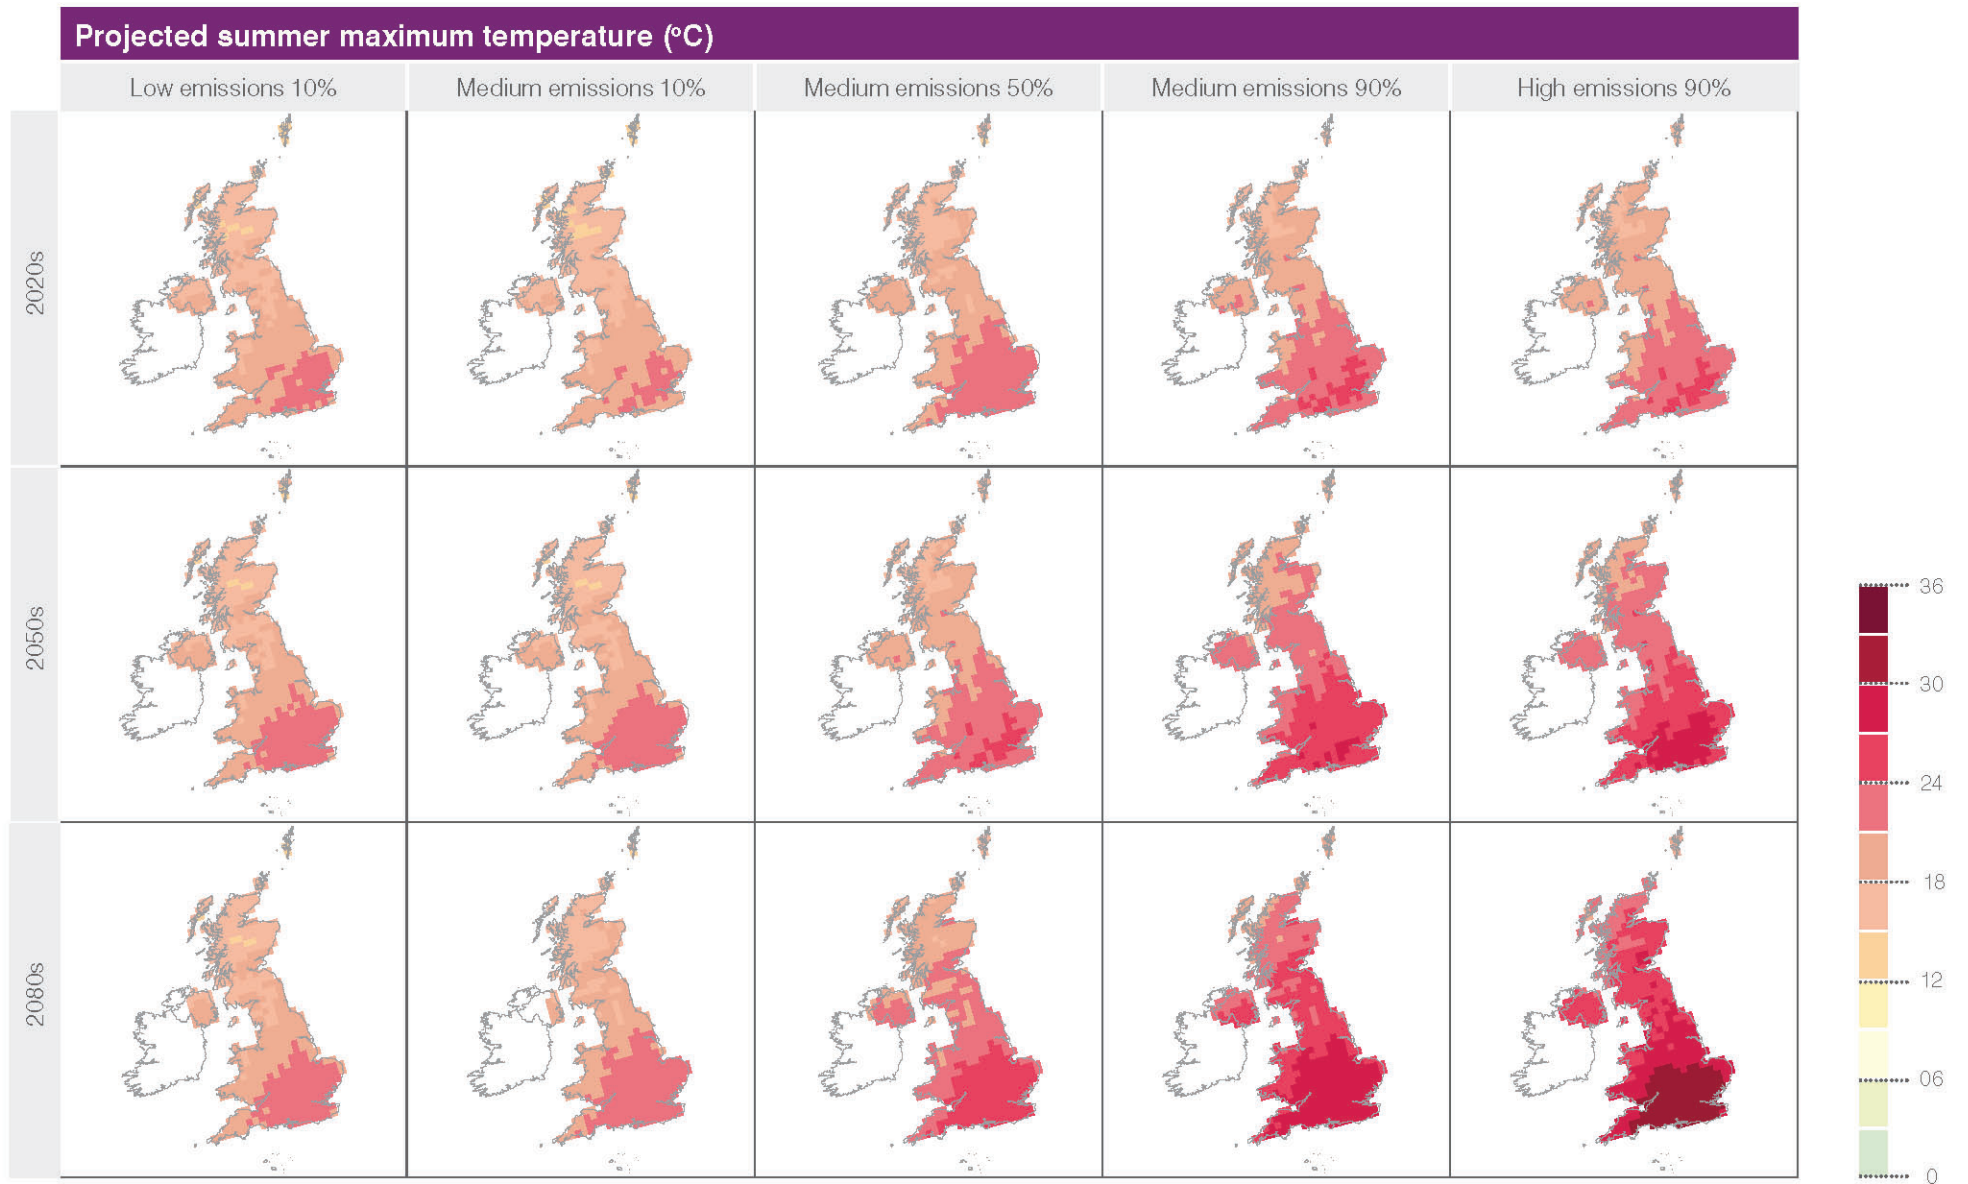 Projected summer maximum temperature (°C)
Low emissions 10%
Medium emissions 10%
Medium emissions 50%
Medium emissions 90%
High emissions 90%
2020s
2050s
2080s
36
30
24
18
12
06
0